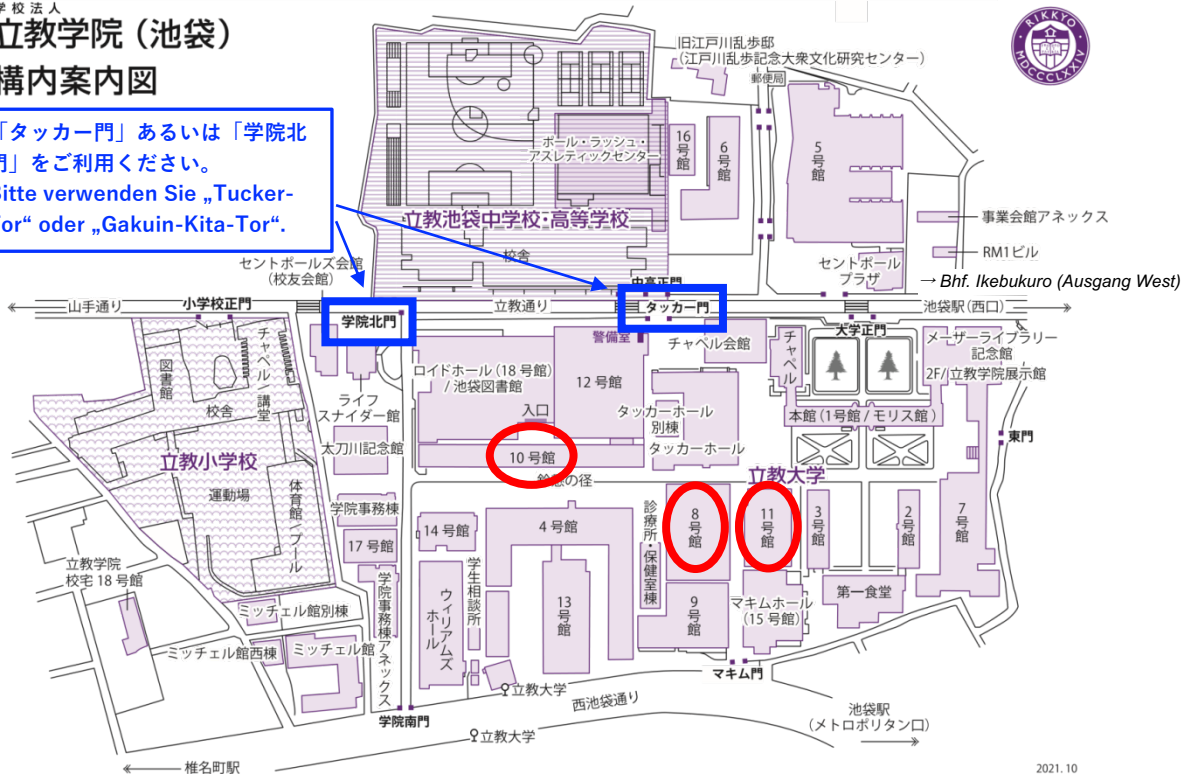 学校法人
立教学院（池袋）
構内案内図
RIKKYO
MDCCCLXXIV
「タッカー門」あるいは「学院北
門」をご利用ください。
Bitte verwenden Sie „Tucker-
Tor“ oder „Gakuin-Kita-Tor“.
旧江戸川乱歩邸
（江戸川乱歩記念大衆文化研究センター）
郵便局
ポール・ラッシュ・
アスレティックセンター
16号館
6号館
5号館
立教池袋中学校・高等学校
校舎
事業会館アネックス
RM1ビル
セントポールズ会館
（校友会館）
セントポール
プラザ
→ Bhf. Ikebukuro (Ausgang West)
中高正門
山手通り
小学校正門
立教通り
タッカー門
池袋駅（西口）
学院北門
大学正門
警備室
チャペル会館
チャペル
メーザーライブラリー
記念館
2F/立教学院展示館
図書館
チャペル/講堂
校舎
ライフ
スナイダー館
ロイドホール（18号館）
/池袋図書館
12号館
入口
タッカーホール
別棟
タッカーホール
本館（1号館/モリス館）
東門
太刀川記念館
10号館
立教小学校
立教大学
鈴懸の径
運動場
体育館/プール
学院事務棟
14号館
4号館
診療所・保健室棟
8号館
11号館
3号館
2号館
7号館
17号館
立教学院
校宅18号館
学生相談所
学院事務棟アネックス
ウィリアムズホール
13号館
9号館
マキムホール
（15号館）
第一食堂
ミッチェル館別棟
ミッチェル館西棟
ミッチェル館
マキム門
立教大学
西池袋通り
学院南門
立教大学
池袋駅
（メトロポリタン口）
椎名町駅
2021.10